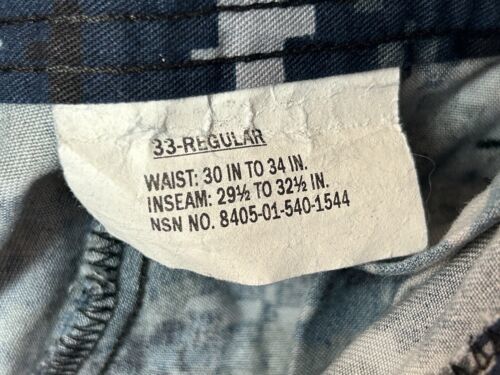 33-REGULAR
WAIST: 30 IN TO 34 IN.
INSEAM: 29½ TO 32½ IN.
NSN NO. 8405-01-540-1544